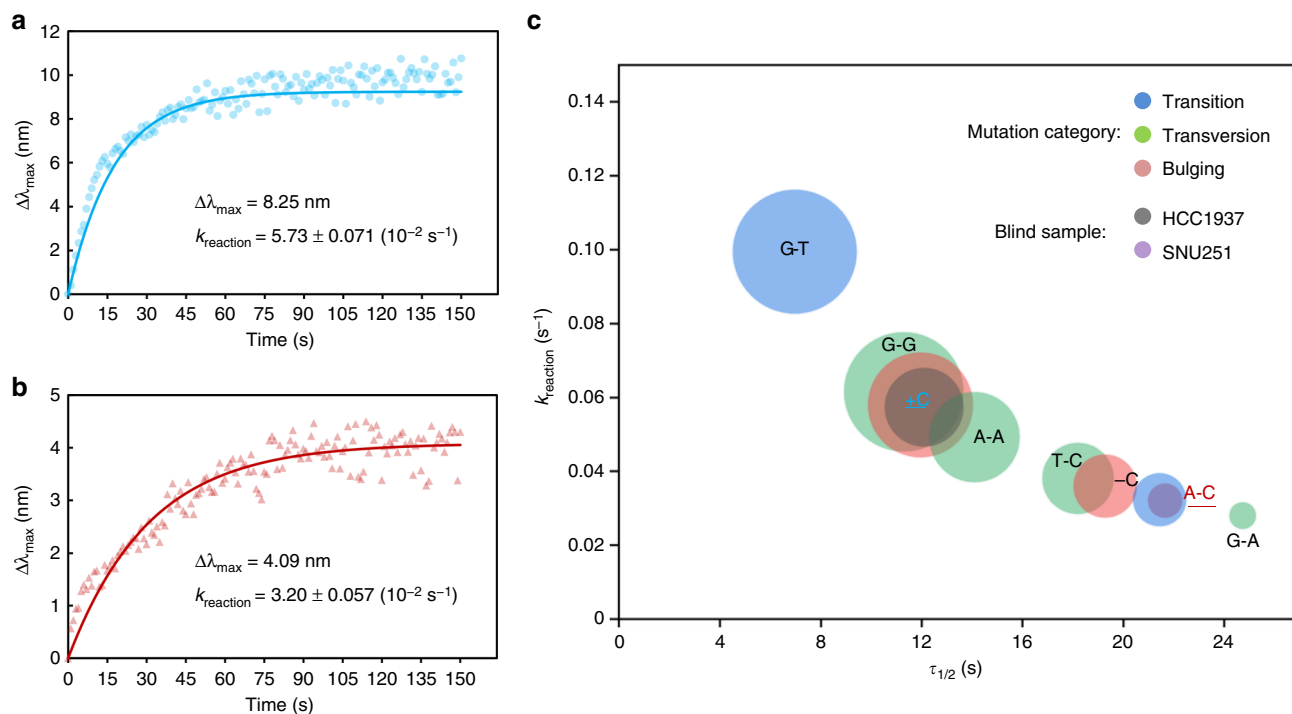 a
12
10
8
6
4
2
0
Δλmax (nm)
Δλmax = 8.25 nm
kreaction = 5.73 ± 0.071 (10⁻² s⁻¹)
0 15 30 45 60 75 90 105 120 135 150
Time (s)
b
5
4
3
2
1
0
Δλmax (nm)
Δλmax = 4.09 nm
kreaction = 3.20 ± 0.057 (10⁻² s⁻¹)
0 15 30 45 60 75 90 105 120 135 150
Time (s)
c
0.14
0.12
0.10
0.08
0.06
0.04
0.02
0
kreaction (s⁻¹)
Mutation category:
Transition
Transversion
Bulging
Blind sample:
HCC1937
SNU251
G-T
G-G
+C
A-A
T-C
–C
A-C
G-A
0 4 8 12 16 20 24
τ1/2 (s)